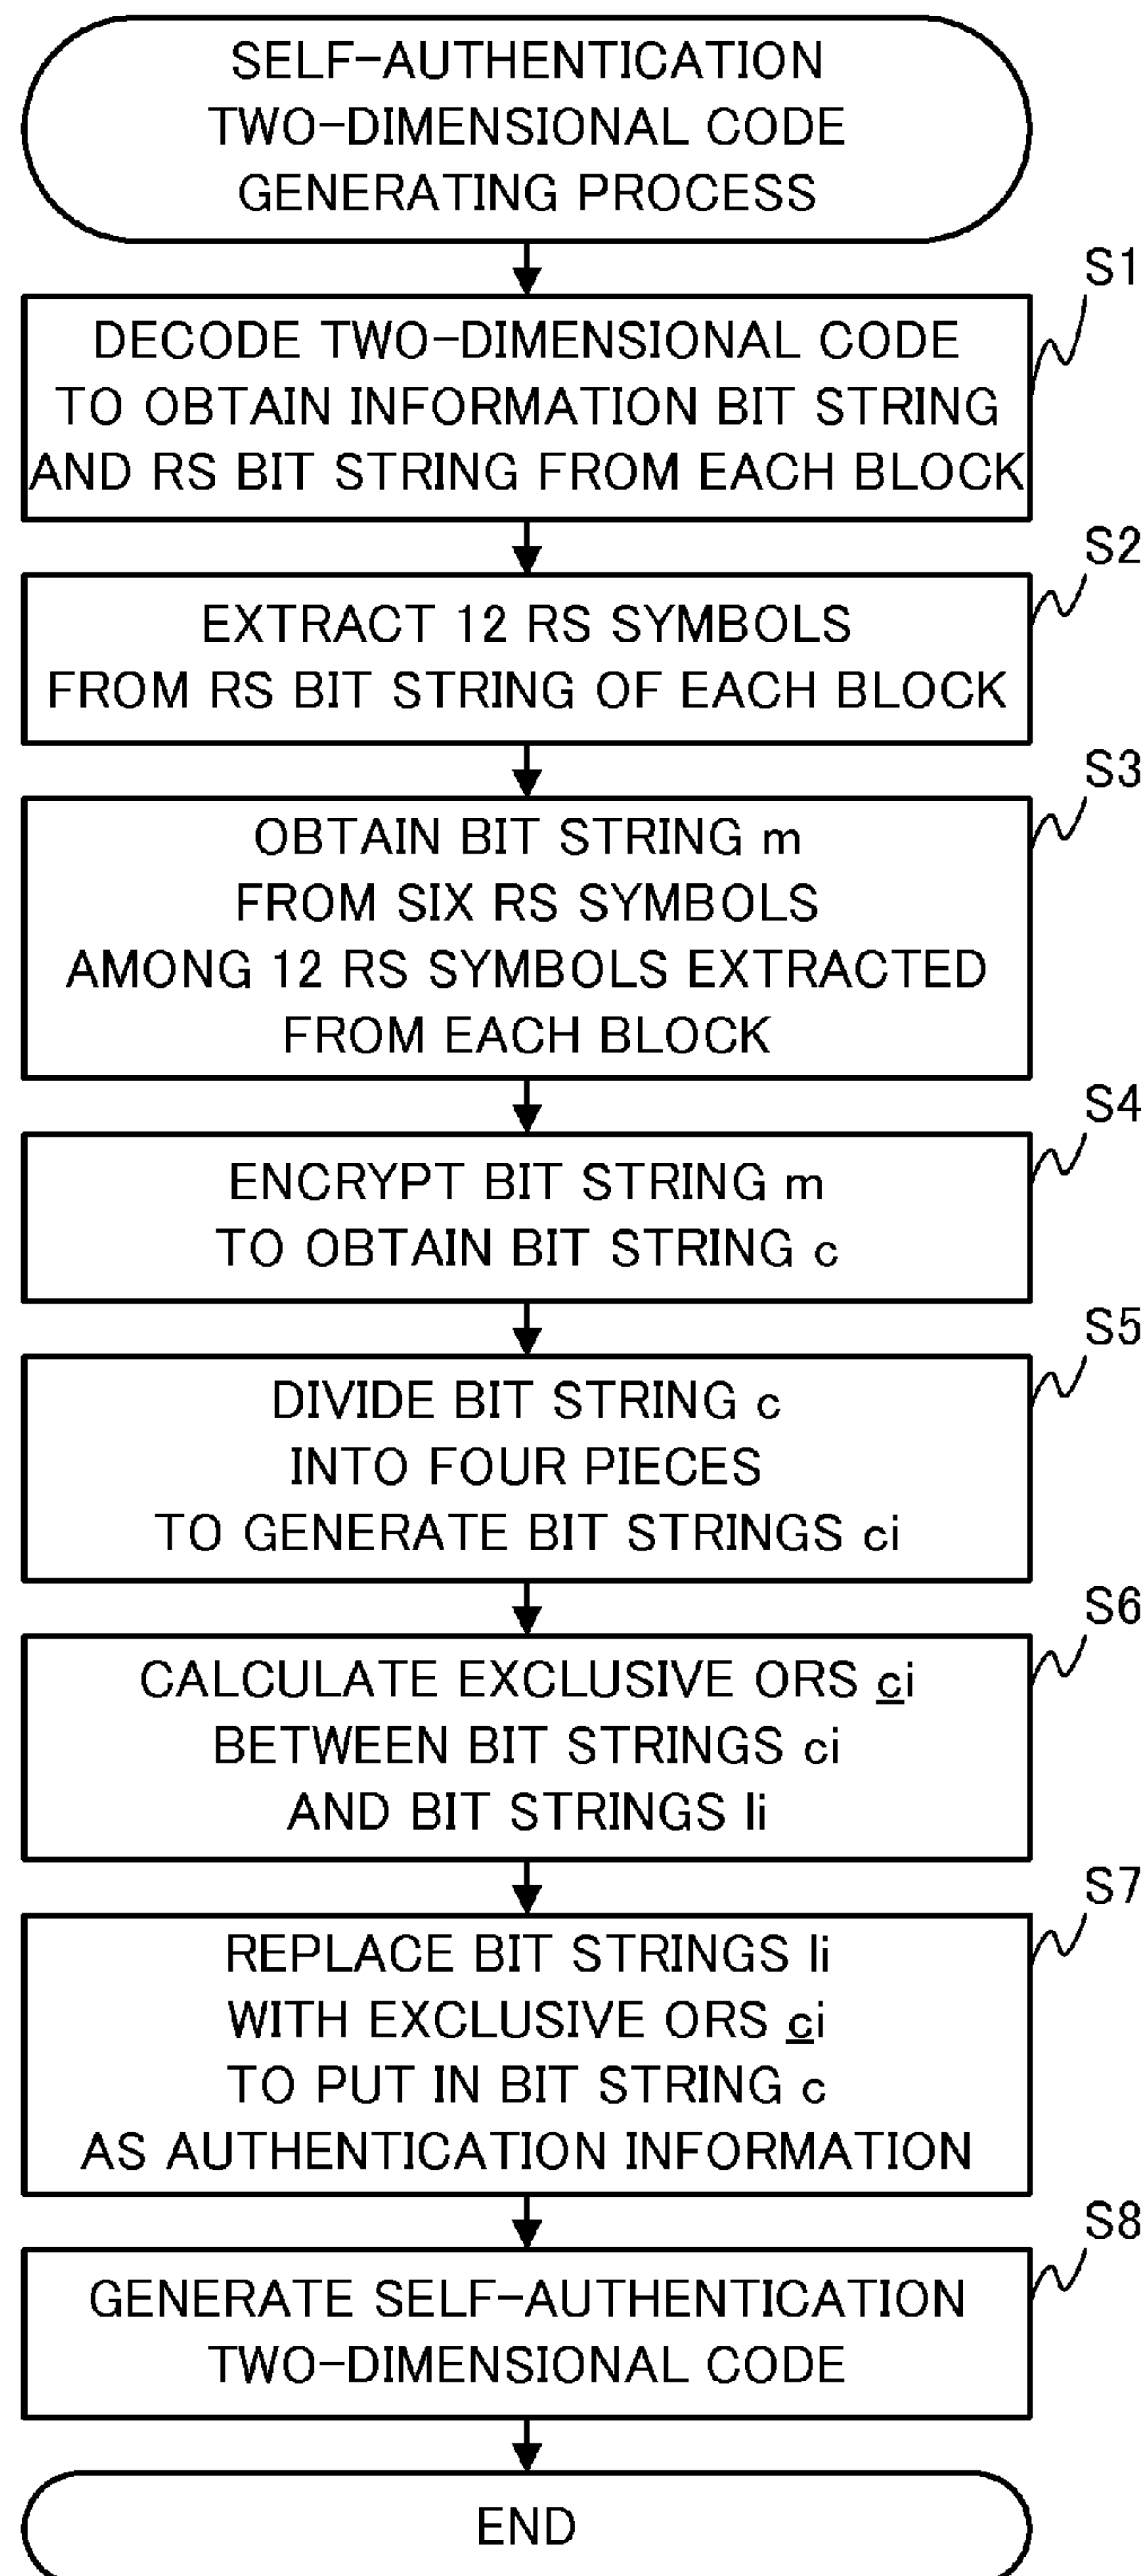 SELF-AUTHENTICATION
TWO-DIMENSIONAL CODE
GENERATING PROCESS
S1
DECODE TWO-DIMENSIONAL CODE
TO OBTAIN INFORMATION BIT STRING
AND RS BIT STRING FROM EACH BLOCK
S2
EXTRACT 12 RS SYMBOLS
FROM RS BIT STRING OF EACH BLOCK
S3
OBTAIN BIT STRING m
FROM SIX RS SYMBOLS
AMONG 12 RS SYMBOLS EXTRACTED
FROM EACH BLOCK
S4
ENCRYPT BIT STRING m
TO OBTAIN BIT STRING c
S5
DIVIDE BIT STRING c
INTO FOUR PIECES
TO GENERATE BIT STRINGS ci
S6
CALCULATE EXCLUSIVE ORS ci
BETWEEN BIT STRINGS ci
AND BIT STRINGS li
S7
REPLACE BIT STRINGS li
WITH EXCLUSIVE ORS ci
TO PUT IN BIT STRING c
AS AUTHENTICATION INFORMATION
S8
GENERATE SELF-AUTHENTICATION
TWO-DIMENSIONAL CODE
END